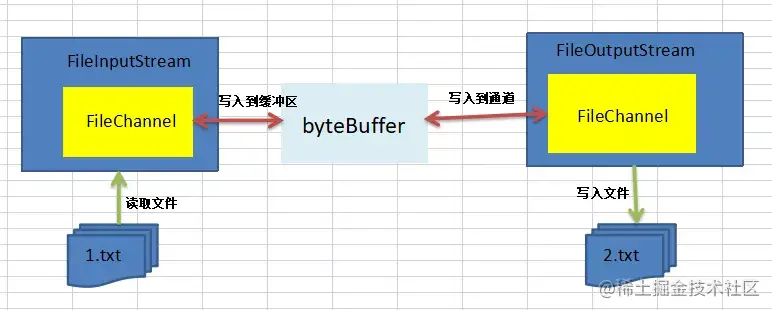 FileInputStream
FileChannel
写入到缓冲区
byteBuffer
写入到通道
FileOutputStream
FileChannel
读取文件
写入文件
1.txt
2.txt
@稀土掘金技术社区